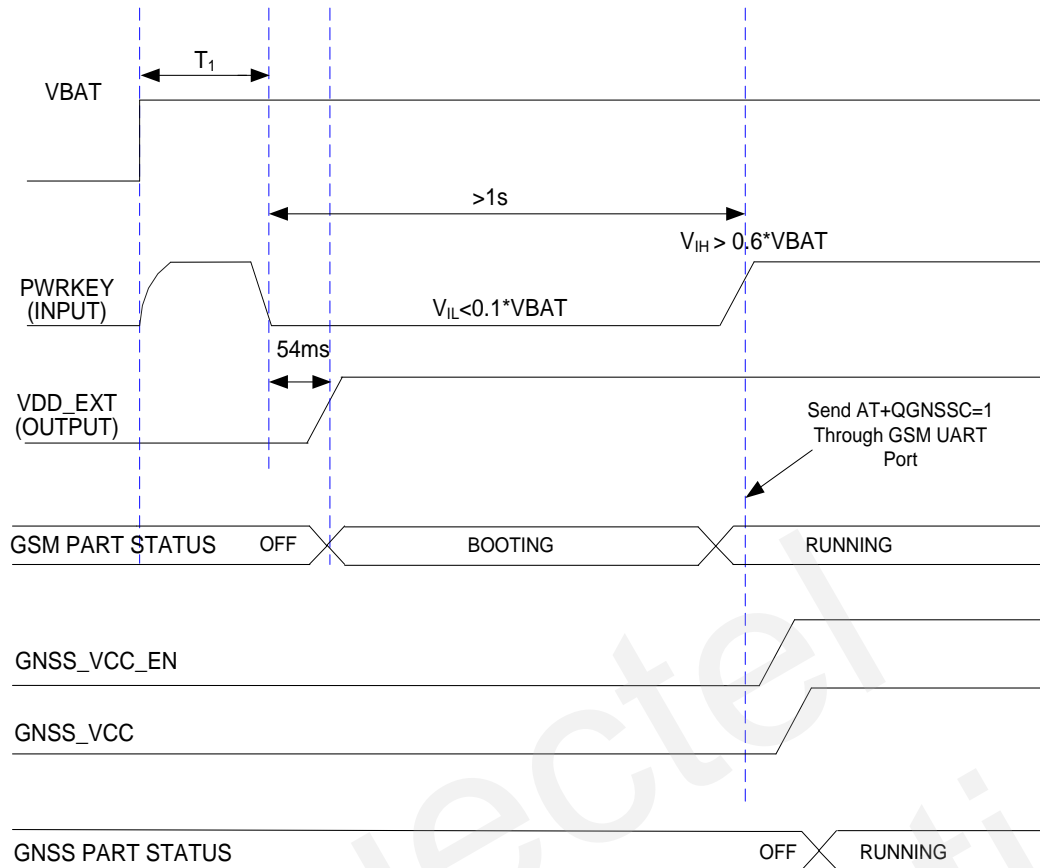 T1
VBAT
>1s
VIH > 0.6*VBAT
PWRKEY
(INPUT)
VIL<0.1*VBAT
54ms
VDD_EXT
(OUTPUT)
Send AT+QGNSSC=1
Through GSM UART
Port
GSM PART STATUS OFF BOOTING RUNNING
GNSS_VCC_EN
GNSS_VCC
GNSS PART STATUS OFF RUNNING